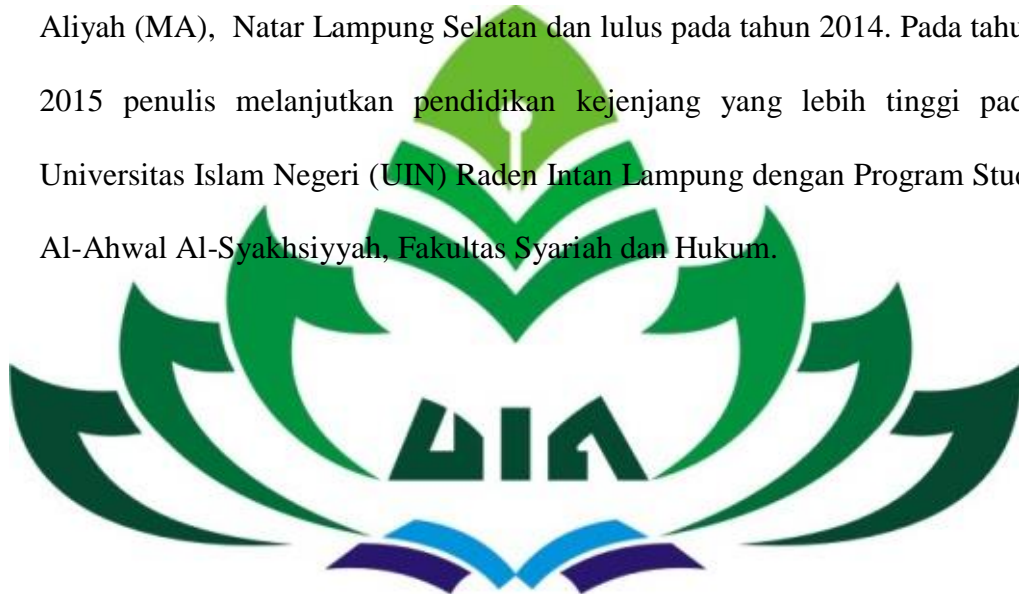 Aliyah (MA), Natar Lampung Selatan dan lulus pada tahun 2014. Pada tahu
2015 penulis melanjutkan pendidikan kejenjang yang lebih tinggi pad
Universitas Islam Negeri (UIN) Raden Intan Lampung dengan Program Stud
Al-Ahwal Al-Syakhsiyyah, Fakultas Syariah dan Hukum.
UIN